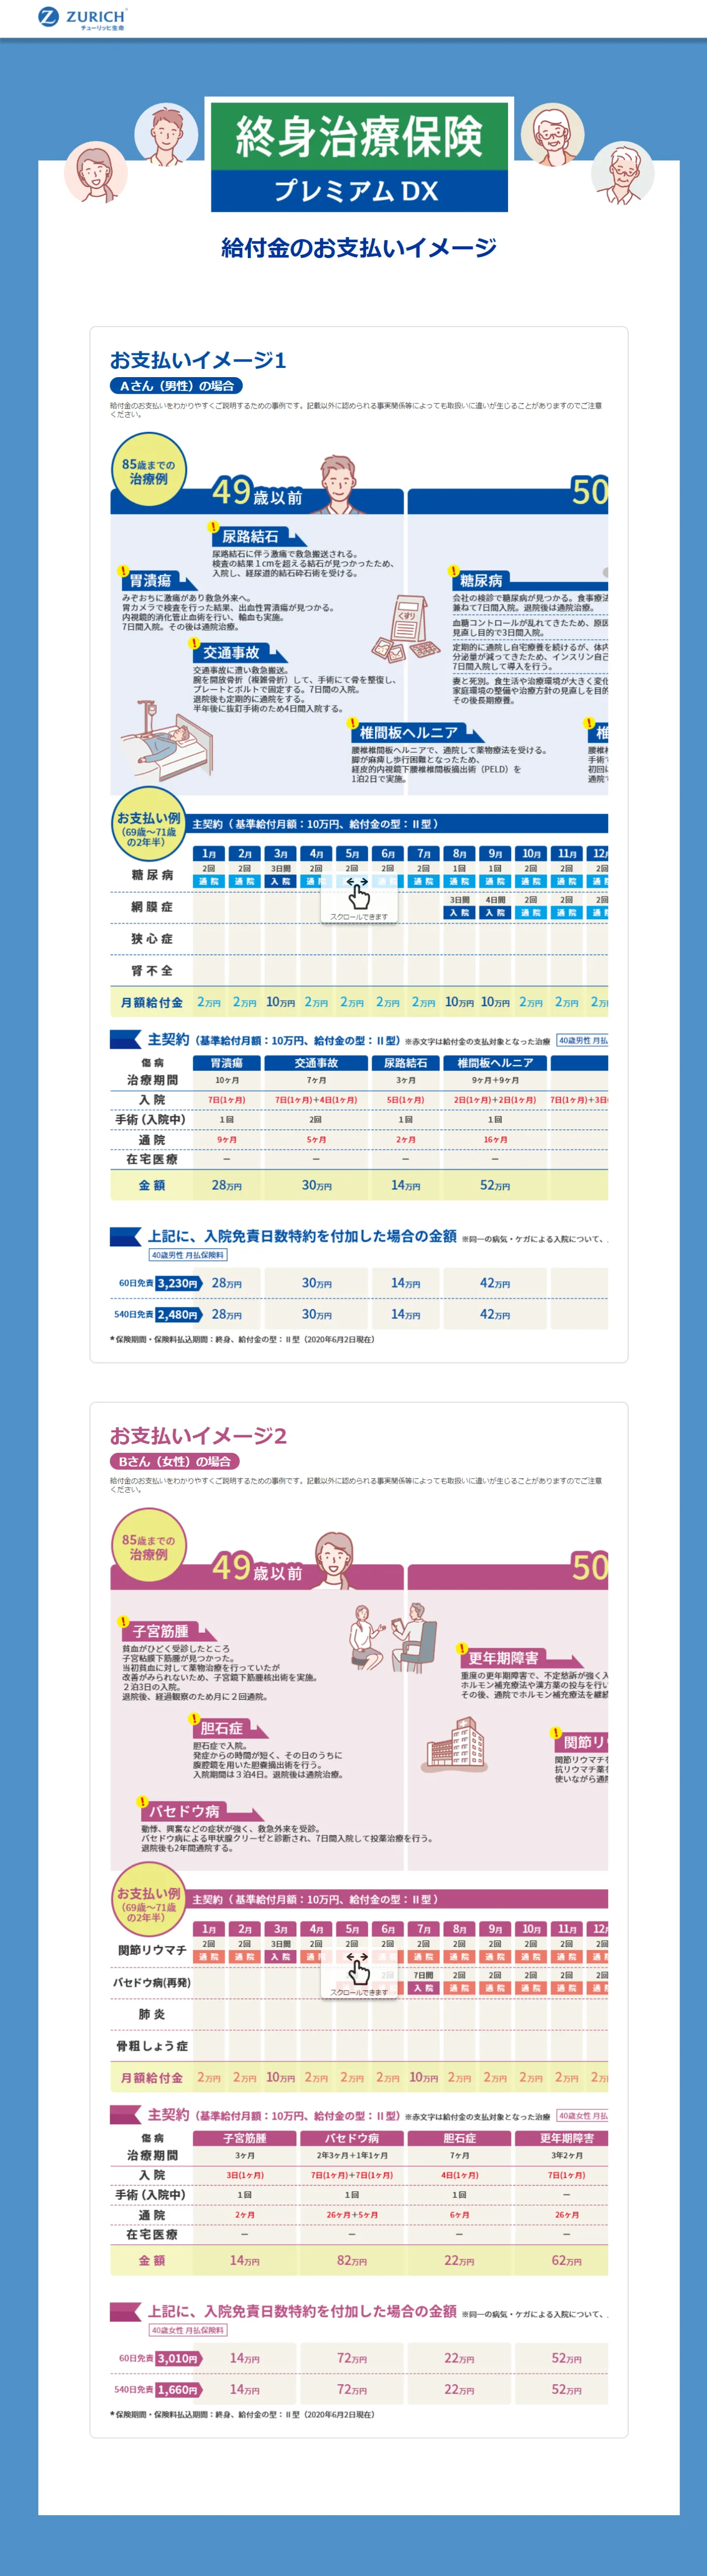 ZURICH
チューリッヒ生命
終身治療保険
プレミアム DX
給付金のお支払いイメージ
お支払いイメージ1
Aさん（男性）の場合
給付金のお支払いをわかりやすくご説明するための事例です。記載以外に認められる事実関係等によっても取扱いに違いが生じることがありますのでご注意
ください。
85歳までの
治療例
49歳以前
50
尿路結石
尿路結石に伴う激痛で救急搬送される。
検査の結果1cmを超える結石が見つかったため、
入院し、経尿道的結石砕石術を受ける。
胃潰瘍
みぞおちに激痛があり救急外来へ。
胃カメラで検査を行った結果、出血性胃潰瘍が見つかる。
内視鏡的消化管止血術を行い、輸血も実施。
7日間入院。その後は通院治療。
糖尿病
会社の検診で糖尿病が見つかる。食事療法
兼ねて7日間入院。退院後は通院治療。
血糖コントロールが乱れてきたため、原因
見直し目的で3日間入院。
定期的に通院し自宅療養を続けるが、体内
分泌量が減ってきたため、インスリン自己
7日間入院して導入を行う。
妻と死別。食生活や治療環境が大きく変化
家庭環境の整備や治療方針の見直しを目的
その後長期療養。
くすり
交通事故
交通事故に遭い救急搬送。
腕を開放骨折（複雑骨折）して、手術にて骨を整復し、
プレートとボルトで固定する。7日間の入院。
退院後も定期的に通院をする。
半年後に抜釘手術のため4日間入院する。
椎間板ヘルニア
腰椎椎間板ヘルニアで、通院して薬物療法を受ける。
脚が麻痺し歩行困難となったため、
経皮的内視鏡下腰椎椎間板摘出術（PELD）を
1泊2日で実施。
椎
腰椎
手術
初回
通院
お支払い例
（69歳～71歳
の2年半）
主契約（ 基準給付月額：10万円、給付金の型：Ⅱ型 ）
1月 2月 3月 4月 5月 6月 7月 8月 9月 10月 11月 12月
糖尿病
2回 2回 3日間 2回 2回 2回 2回 1回 1回 2回 2回 2回
通院 通院 入院 通院 通院 通院 通院 通院 通院 通院
スクロールできます
網膜症
3日間 4日間 2回 2回 2回
入院 入院 通院 通院 通院
狭心症
腎不全
月額給付金 2万円 2万円 10万円 2万円 2万円 2万円 2万円 10万円 10万円 2万円 2万円 2万円
主契約（基準給付月額：10万円、給付金の型：Ⅱ型）※赤文字は給付金の支払対象となった治療 40歳男性 月払
傷病 胃潰瘍 交通事故 尿路結石 椎間板ヘルニア
治療期間 10ヶ月 7ヶ月 3ヶ月 9ヶ月＋9ヶ月
入院 7日(1ヶ月) 7日(1ヶ月)＋4日(1ヶ月) 5日(1ヶ月) 2日(1ヶ月)＋2日(1ヶ月) 7日(1ヶ月)＋3日
手術（入院中） 1回 2回 1回 1回
通院 9ヶ月 5ヶ月 2ヶ月 16ヶ月
在宅医療 － － － －
金額 28万円 30万円 14万円 52万円
上記に、入院免責日数特約を付加した場合の金額 ※同一の病気・ケガによる入院について、
40歳男性 月払保険料
60日免責 3,230円 28万円 30万円 14万円 42万円
540日免責 2,480円 28万円 30万円 14万円 42万円
＊保険期間・保険料払込期間：終身、給付金の型：Ⅱ型（2020年6月2日現在）
お支払いイメージ2
Bさん（女性）の場合
給付金のお支払いをわかりやすくご説明するための事例です。記載以外に認められる事実関係等によっても取扱いに違いが生じることがありますのでご注意
ください。
85歳までの
治療例
49歳以前
50
子宮筋腫
貧血がひどく受診したところ
子宮粘膜下筋腫が見つかった。
当初貧血に対して薬物治療を行っていたが
改善がみられないため、子宮鏡下筋腫核出術を実施。
２泊3日の入院。
退院後、経過観察のため月に２回通院。
更年期障害
重度の更年期障害で、不定愁訴が強く入
ホルモン補充療法や漢方薬の投与を行い
その後、通院でホルモン補充療法を継続
胆石症
胆石症で入院。
発症からの時間が短く、その日のうちに
腹腔鏡を用いた胆嚢摘出術を行う。
入院期間は３泊4日。退院後は通院治療。
関節リ
関節リウマチを
抗リウマチ薬を
使いながら通院
バセドウ病
動悸、興奮などの症状が強く、救急外来を受診。
バセドウ病による甲状腺クリーゼと診断され、7日間入院して投薬治療を行う。
退院後も2年間通院する。
お支払い例
（69歳～71歳
の2年半）
主契約（ 基準給付月額：10万円、給付金の型：Ⅱ型 ）
1月 2月 3月 4月 5月 6月 7月 8月 9月 10月 11月 12月
関節リウマチ
2回 2回 3日間 2回 2回 2回 2回 2回 2回 2回 2回 2回
通院 通院 入院 通院 通院 通院 通院 通院 通院 通院
スクロールできます
バセドウ病(再発)
2回 7日間 2回 2回 2回 2回 2回
入院 通院 通院 通院 通院 通院
肺炎
骨粗しょう症
月額給付金 2万円 2万円 10万円 2万円 2万円 2万円 10万円 2万円 2万円 2万円 2万円 2万円
主契約（基準給付月額：10万円、給付金の型：Ⅱ型）※赤文字は給付金の支払対象となった治療 40歳女性 月払
傷病 子宮筋腫 バセドウ病 胆石症 更年期障害
治療期間 3ヶ月 2年3ヶ月＋1年1ヶ月 7ヶ月 3年2ヶ月
入院 3日(1ヶ月) 7日(1ヶ月)＋7日(1ヶ月) 4日(1ヶ月) 7日(1ヶ月)
手術（入院中） 1回 1回 1回 －
通院 2ヶ月 26ヶ月＋5ヶ月 6ヶ月 26ヶ月
在宅医療 － － － －
金額 14万円 82万円 22万円 62万円
上記に、入院免責日数特約を付加した場合の金額 ※同一の病気・ケガによる入院について、
40歳女性 月払保険料
60日免責 3,010円 14万円 72万円 22万円 52万円
540日免責 1,660円 14万円 72万円 22万円 52万円
＊保険期間・保険料払込期間：終身、給付金の型：Ⅱ型（2020年6月2日現在）